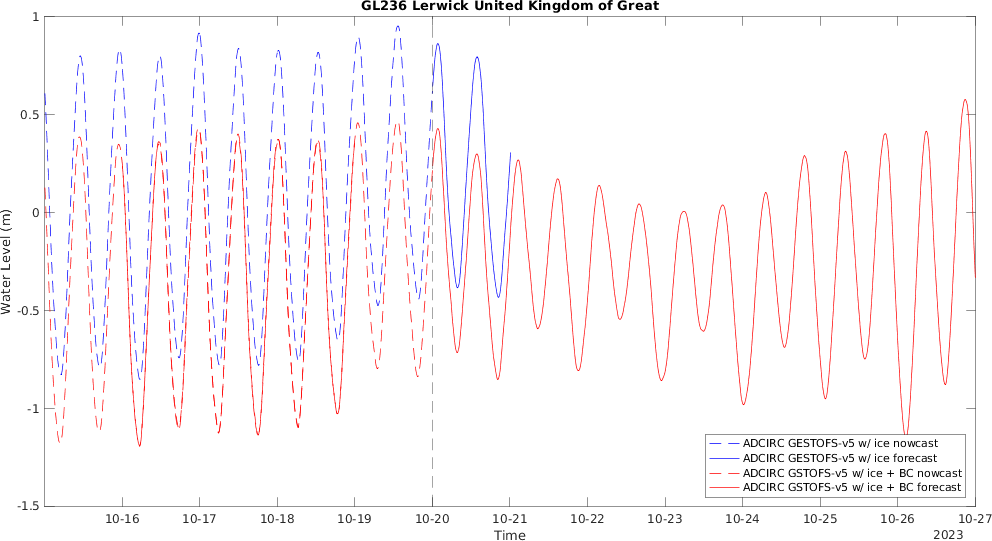 GL236 Lerwick United Kingdom of Great
Water Level (m)
1
0.5
0
-0.5
-1
-1.5
10-16 10-17 10-18 10-19 10-20 10-21 10-22 10-23 10-24 10-25 10-26 10-27
Time
2023
ADCIRC GESTOFS-v5 w/ ice nowcast
ADCIRC GESTOFS-v5 w/ ice forecast
ADCIRC GSTOFS-v5 w/ ice + BC nowcast
ADCIRC GSTOFS-v5 w/ ice + BC forecast